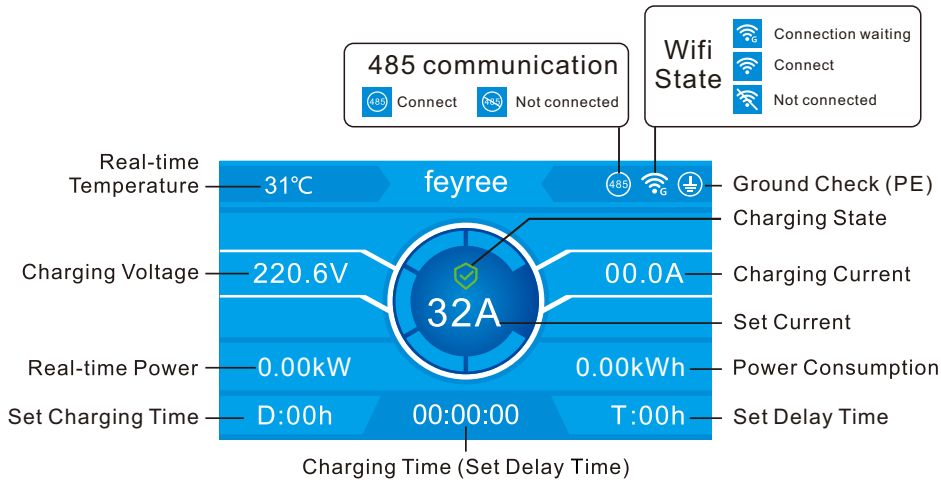 485 communication
485 Connect
485 Not connected
Wifi
State
G Connection waiting
Connect
Not connected
Real-time
Temperature
31℃
feyree
485
G
Ground Check (PE)
Charging State
Charging Voltage
220.6V
00.0A
Charging Current
32A
Set Current
Real-time Power
0.00kW
0.00kWh
Power Consumption
Set Charging Time
D:00h
00:00:00
T:00h
Set Delay Time
Charging Time (Set Delay Time)